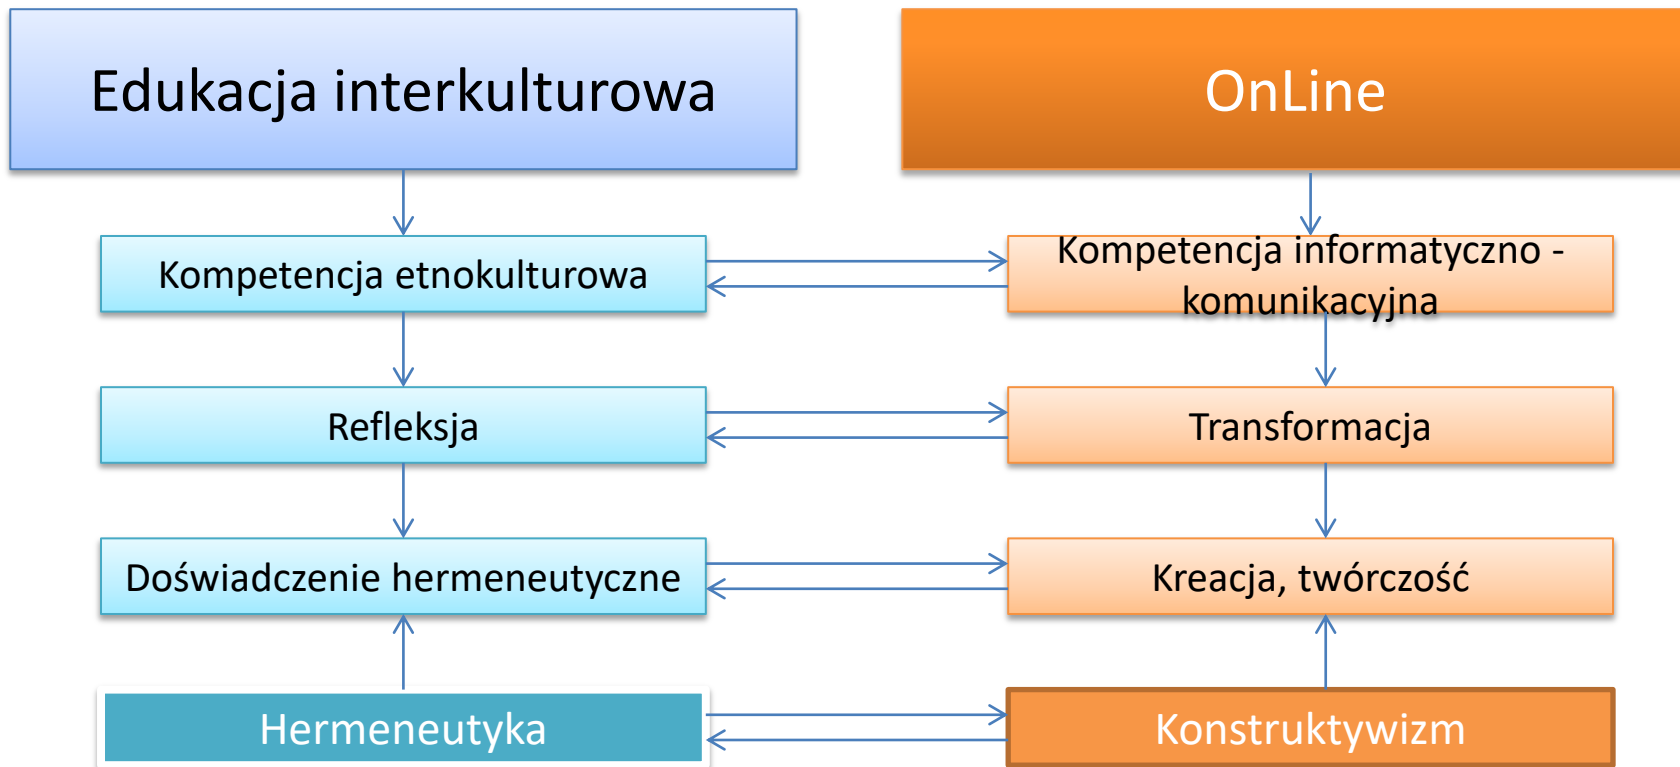 Edukacja interkulturowa
OnLine
Kompetencja etnokulturowa
Kompetencja informatyczno -
komunikacyjna
Refleksja
Transformacja
Doświadczenie hermeneutyczne
Kreacja, twórczość
Hermeneutyka
Konstruktywizm